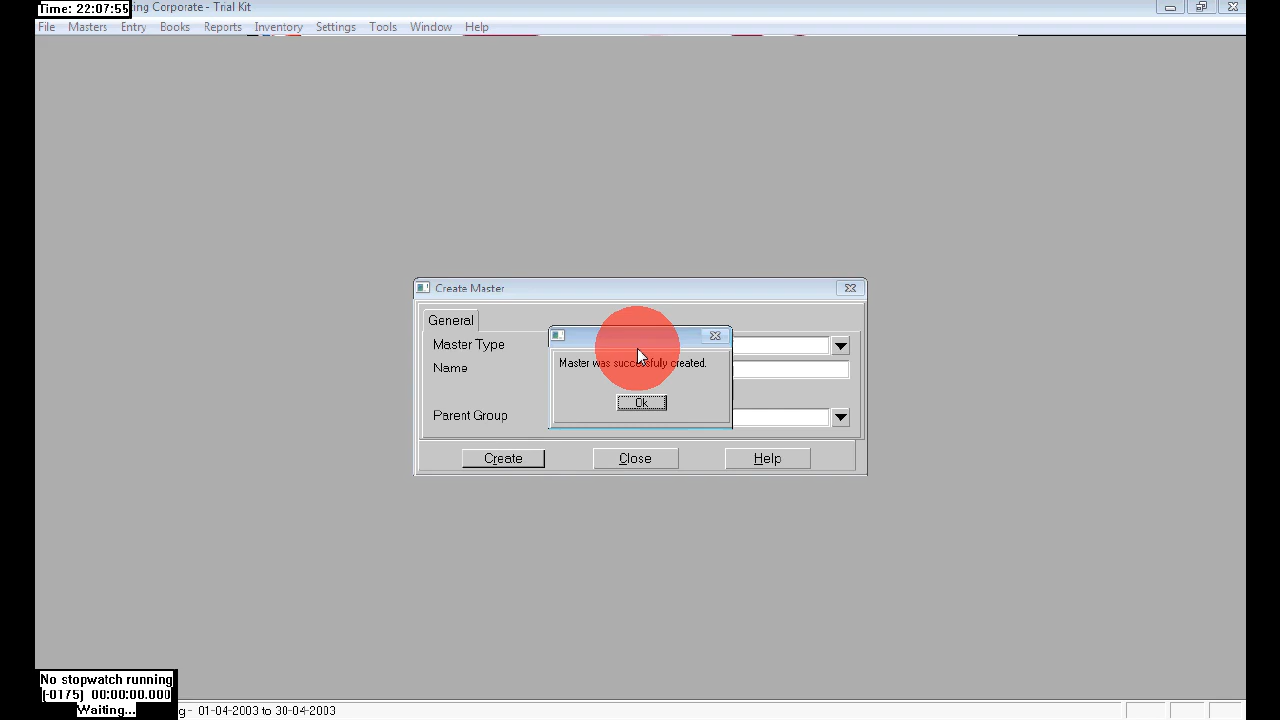 Time: 22:07:55
ing Corporate - Trial Kit
File Masters Entry Books Reports Inventory Settings Tools Window Help
Create Master
General
Master Type
Master was successfuly created.
Name
Ok
Parent Group
Create Close Help
No stopwatch running
[-0175] 00:00:00.000
Waiting...
g - 01-04-2003 to 30-04-2003